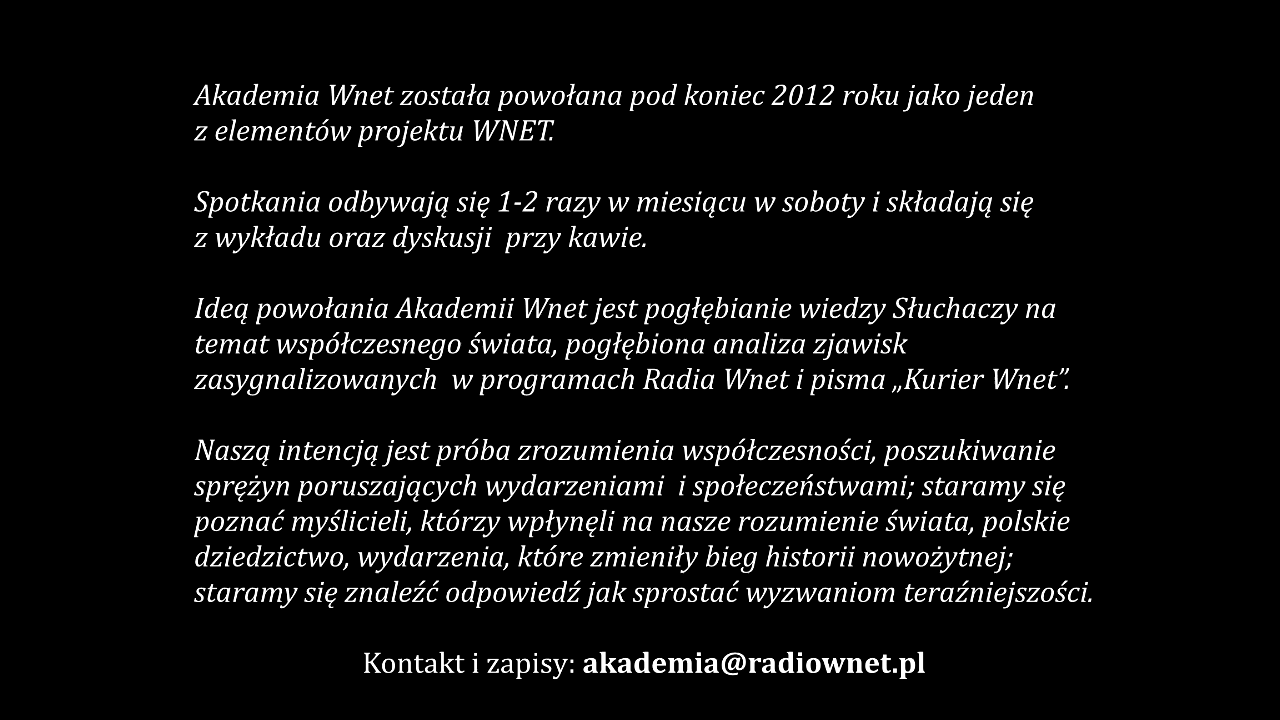 Akademia Wnet została powołana pod koniec 2012 roku jako jeden
z elementów projektu WNET.
Spotkania odbywają się 1-2 razy w miesiącu w soboty i składają się
z wykładu oraz dyskusji  przy kawie.
Ideą powołania Akademii Wnet jest pogłębianie wiedzy Słuchaczy na
temat współczesnego świata, pogłębiona analiza zjawisk
zasygnalizowanych  w programach Radia Wnet i pisma „Kurier Wnet”.
Naszą intencją jest próba zrozumienia współczesności, poszukiwanie
sprężyn poruszających wydarzeniami  i społeczeństwami; staramy się
poznać myślicieli, którzy wpłynęli na nasze rozumienie świata, polskie
dziedzictwo, wydarzenia, które zmieniły bieg historii nowożytnej;
staramy się znaleźć odpowiedź jak sprostać wyzwaniom teraźniejszości.
Kontakt i zapisy: akademia@radiownet.pl